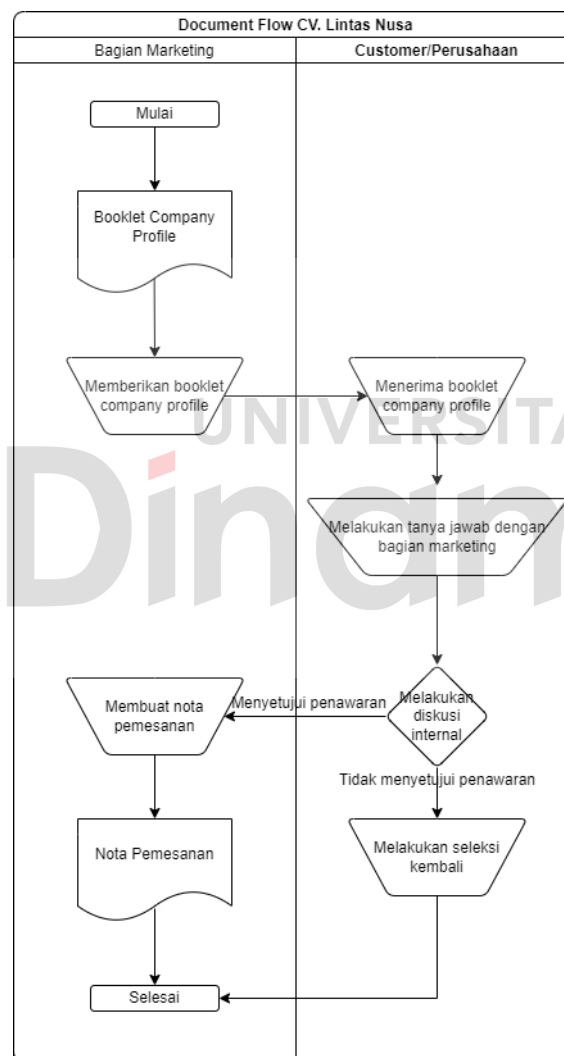 Document Flow CV. Lintas Nusa
Bagian Marketing
Customer/Perusahaan
Mulai
Booklet Company
Profile
Memberikan booklet
company profile
Menerima booklet
company profile
UNIVERSITA
Dinam
Melakukan tanya jawab dengan
bagian marketing
Melakukan
diskusi
internal
Menyetujui penawaran
Membuat nota
pemesanan
Tidak menyetujui penawaran
Nota Pemesanan
Melakukan seleksi
kembali
Selesai